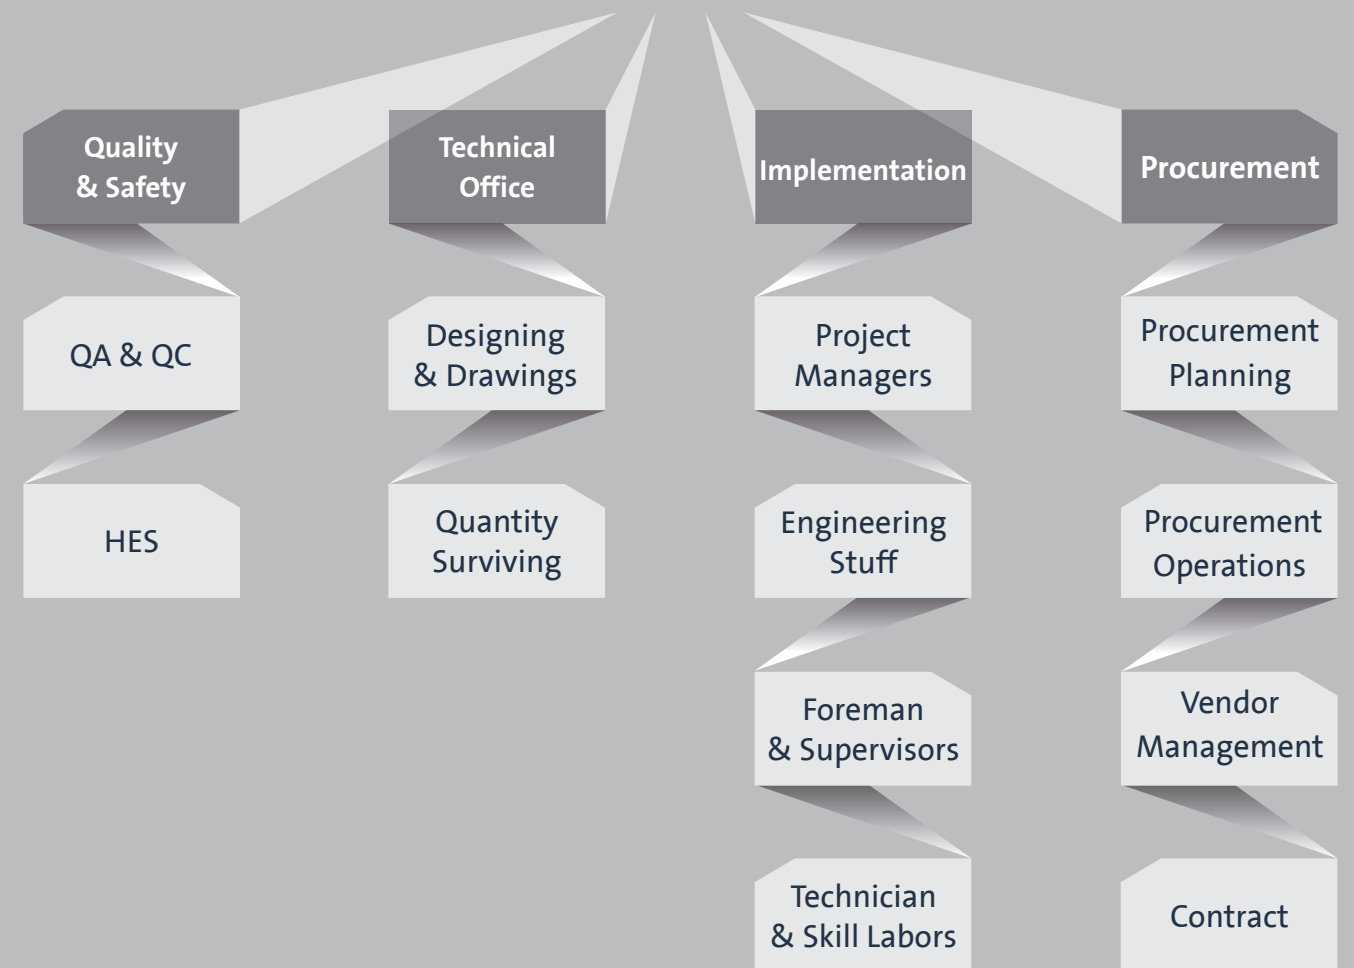 Quality
& Safety
Technical
Office
Implementation
Procurement
QA & QC
Designing
& Drawings
Project
Managers
Procurement
Planning
HES
Quantity
Surviving
Engineering
Stuff
Procurement
Operations
Foreman
& Supervisors
Vendor
Management
Technician
& Skill Labors
Contract